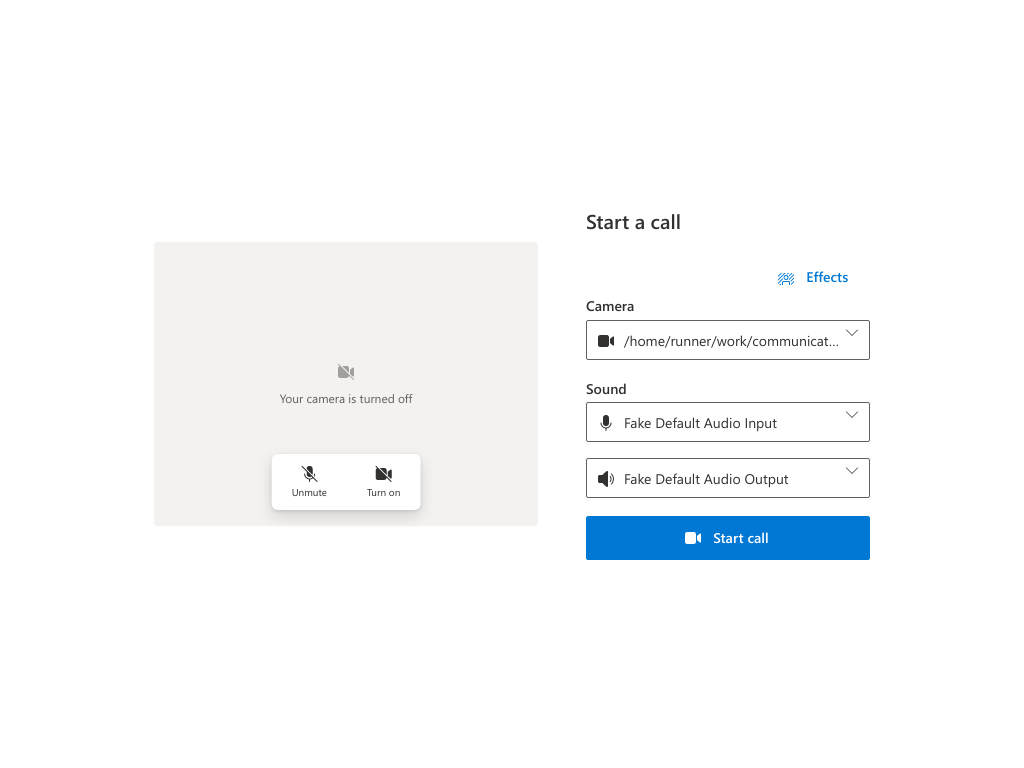 Start a call
Effects
Camera
/home/runner/work/communicat...
Your camera is turned off
Sound
Fake Default Audio Input
Fake Default Audio Output
Unmute
Turn on
Start call